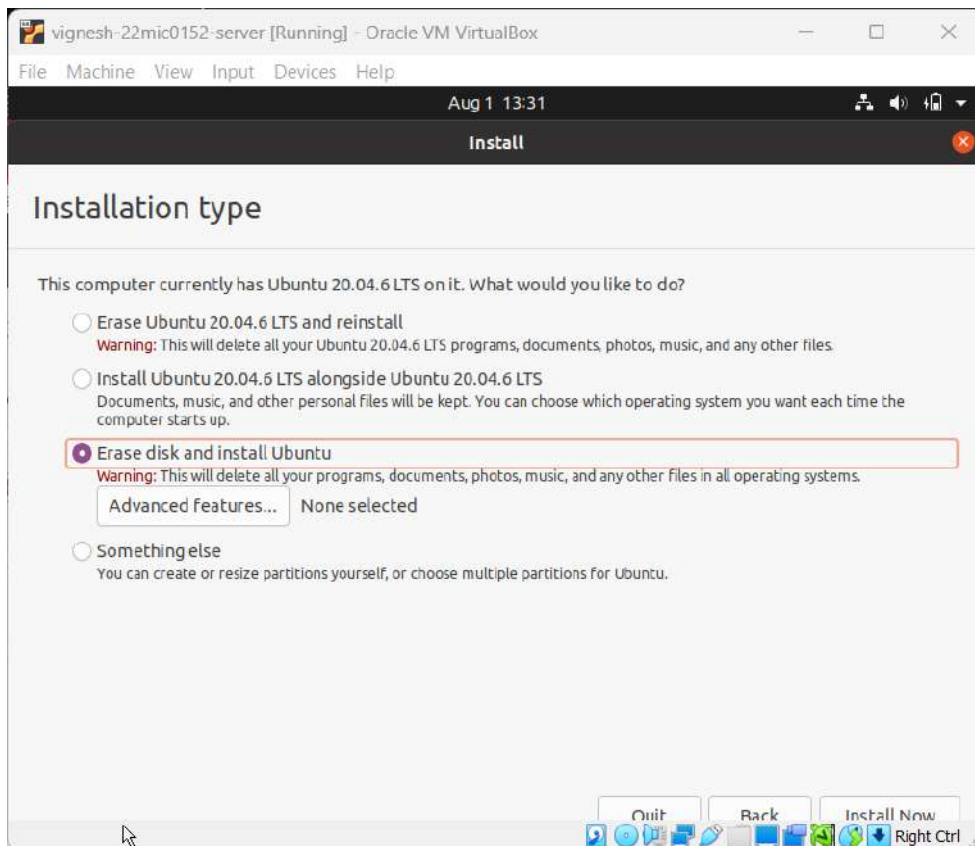 vignesh-22mic0152-server [Running] - Oracle VM VirtualBox
File Machine View Input Devices Help
Aug 1 13:31
Install
Installation type
This computer currently has Ubuntu 20.04.6 LTS on it. What would you like to do?
Erase Ubuntu 20.04.6 LTS and reinstall
Warning: This will delete all your Ubuntu 20.04.6 LTS programs, documents, photos, music, and any other files.
Install Ubuntu 20.04.6 LTS alongside Ubuntu 20.04.6 LTS
Documents, music, and other personal files will be kept. You can choose which operating system you want each time the
computer starts up.
Erase disk and install Ubuntu
Warning: This will delete all your programs, documents, photos, music, and any other files in all operating systems.
Advanced features... None selected
Something else
You can create or resize partitions yourself, or choose multiple partitions for Ubuntu.
Quit Back Install Now
Right Ctrl